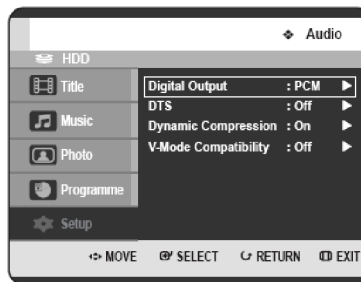 Audio
HDD
Title
Digital Output : PCM
DTS : Off
Music
Dynamic Compression : On
V-Mode Compatibility : Off
Photo
Programme
Setup
MOVE SELECT RETURN EXIT